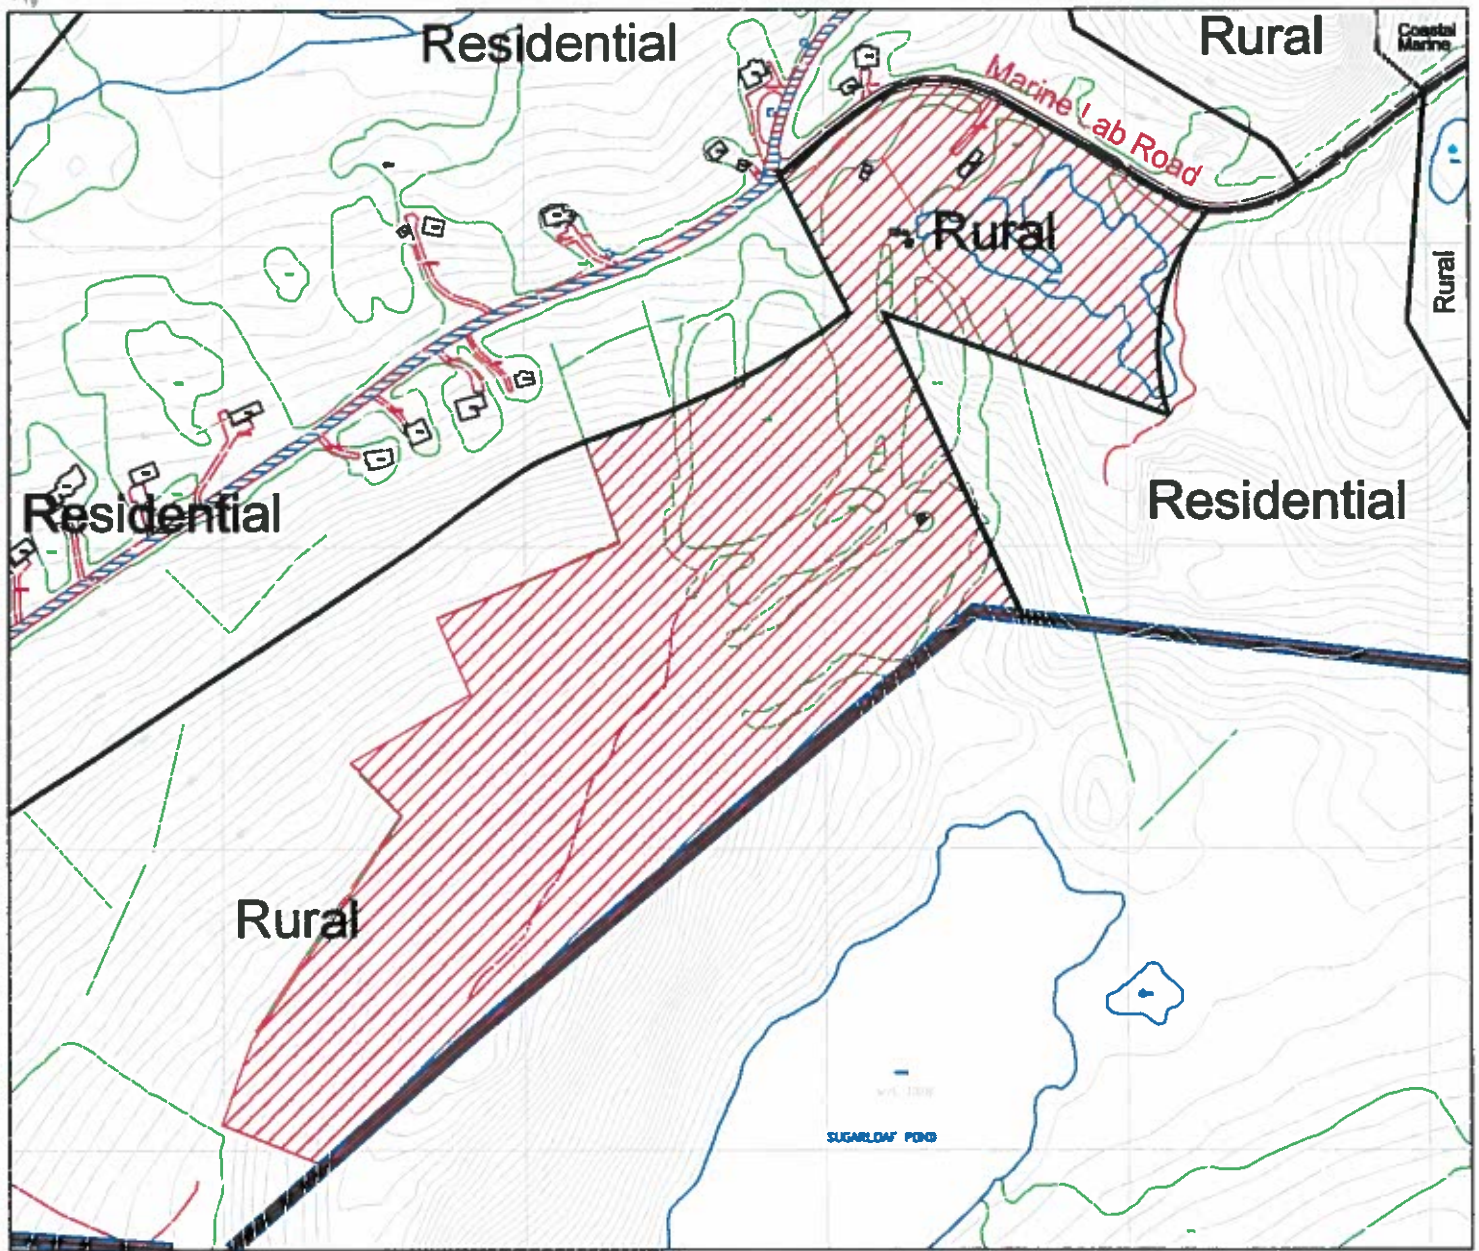 Residential
Rural
Coastal
Marine
Marine Lab Road
Rural
Rural
Residential
Residential
Rural
SUGARLOAF POND